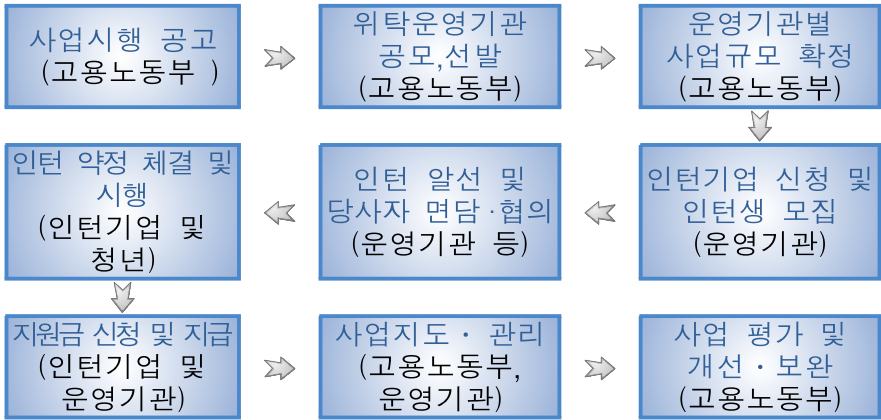 사업시행 공고
(고용노동부 )
위탁운영기관
공모,선발
(고용노동부)
운영기관별
사업규모 확정
(고용노동부)
인턴기업 신청 및
인턴생 모집
(운영기관)
인턴 알선 및
당사자 면담·협의
(운영기관 등)
인턴 약정 체결 및
시행
(인턴기업 및
청년)
지원금 신청 및 지급
(인턴기업 및
운영기관)
사업지도· 관리
(고용노동부,
운영기관)
사업 평가 및
개선·보완
(고용노동부)